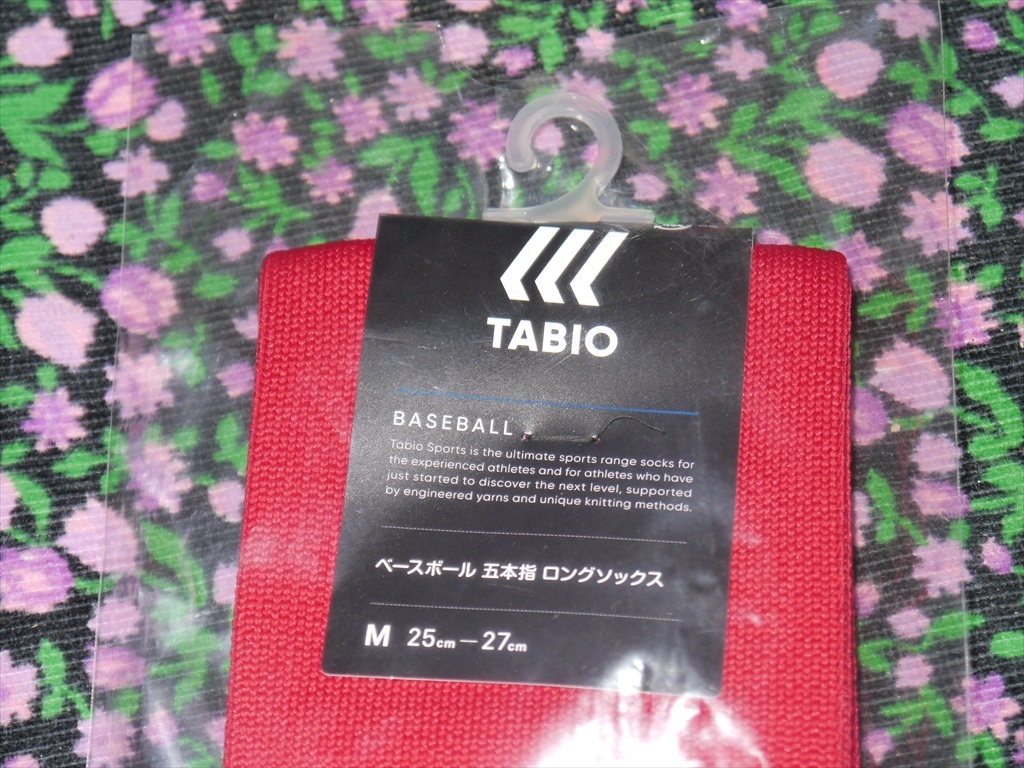 TABIO
BASEBALL
Tabio Sports is the ultimate sports range socks for
the experienced athletes and for athletes who have
just started to discover the next level, supported
by engineered yarns and unique knitting methods.
ベースボール 五本指 ロングソックス
M 25cm－27cm